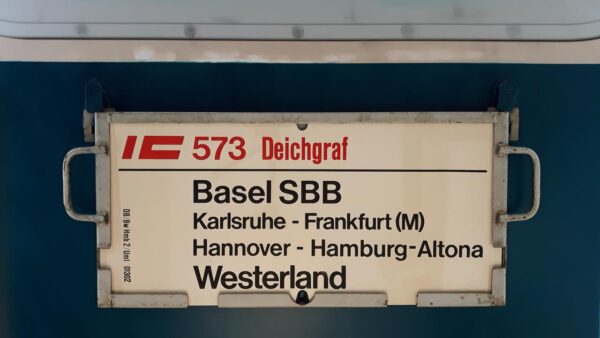 IC 573 Deichgraf
Basel SBB
Karlsruhe - Frankfurt (M)
Hannover - Hamburg-Altona
Westerland